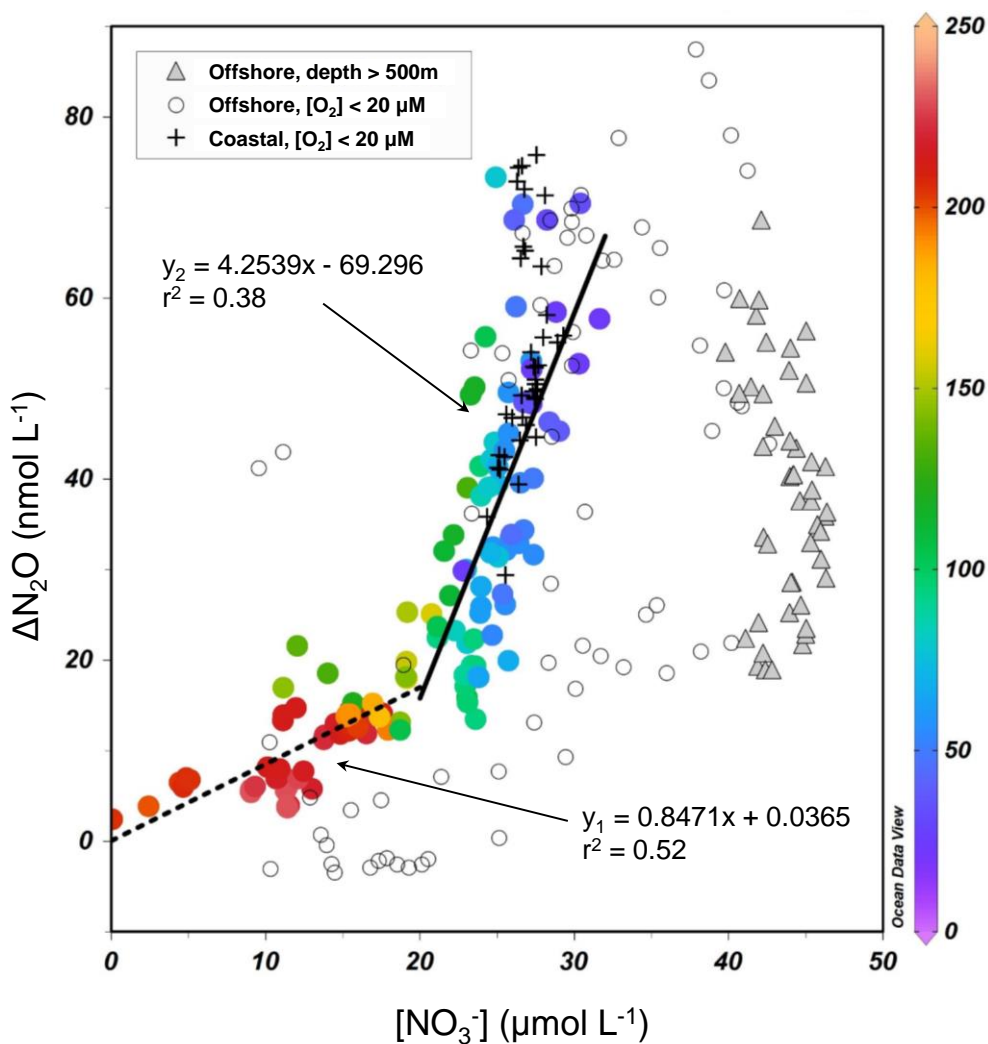 Offshore, depth > 500m
Offshore, [O₂] < 20 µM
Coastal, [O₂] < 20 µM
y₂ = 4.2539x - 69.296
r² = 0.38
y₁ = 0.8471x + 0.0365
r² = 0.52
80
60
40
20
0
ΔN₂O (nmol L⁻¹)
0 10 20 30 40 50
[NO₃⁻] (µmol L⁻¹)
250
200
150
100
50
0
Ocean Data View